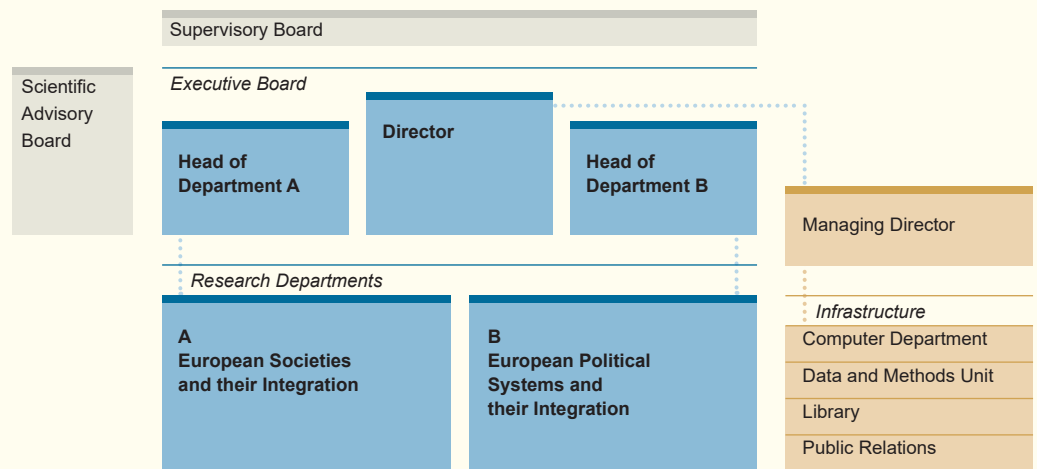 Supervisory Board
Scientific
Advisory
Board
Executive Board
Head of
Department A
Director
Head of
Department B
Managing Director
Research Departments
A
European Societies
and their Integration
B
European Political
Systems and
their Integration
Infrastructure
Computer Department
Data and Methods Unit
Library
Public Relations